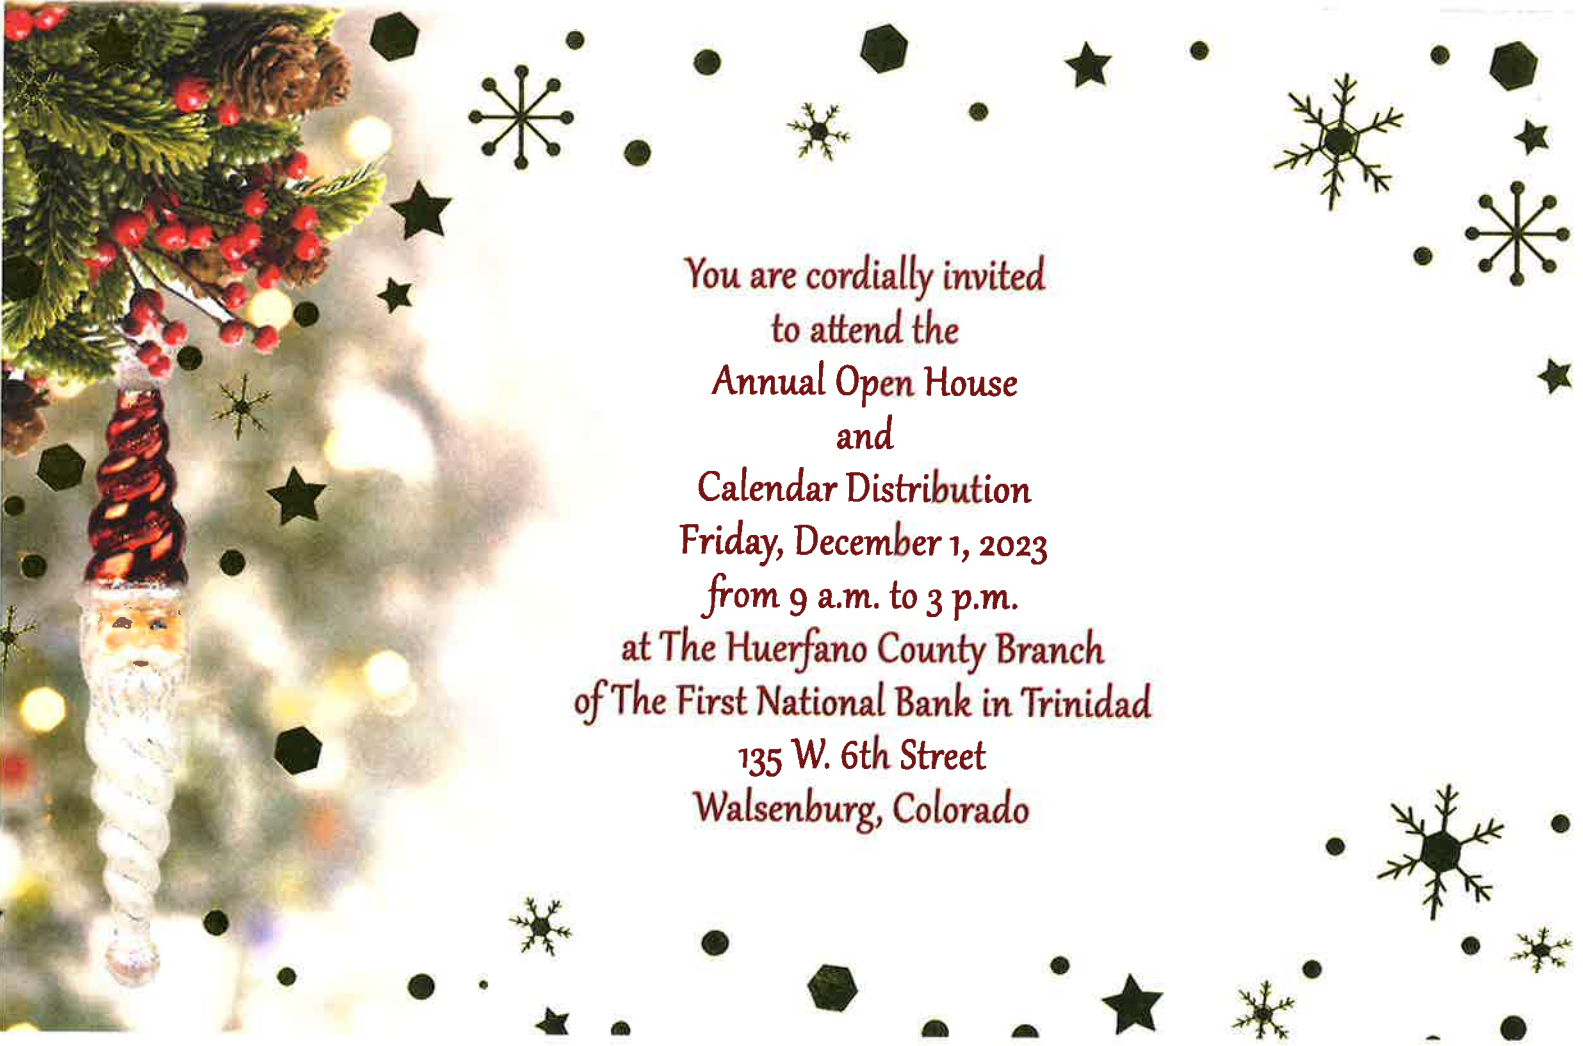 You are cordially invited
to attend the
Annual Open House
and
Calendar Distribution
Friday, December 1, 2023
from 9 a.m. to 3 p.m.
at The Huerfano County Branch
of The First National Bank in Trinidad
135 W. 6th Street
Walsenburg, Colorado